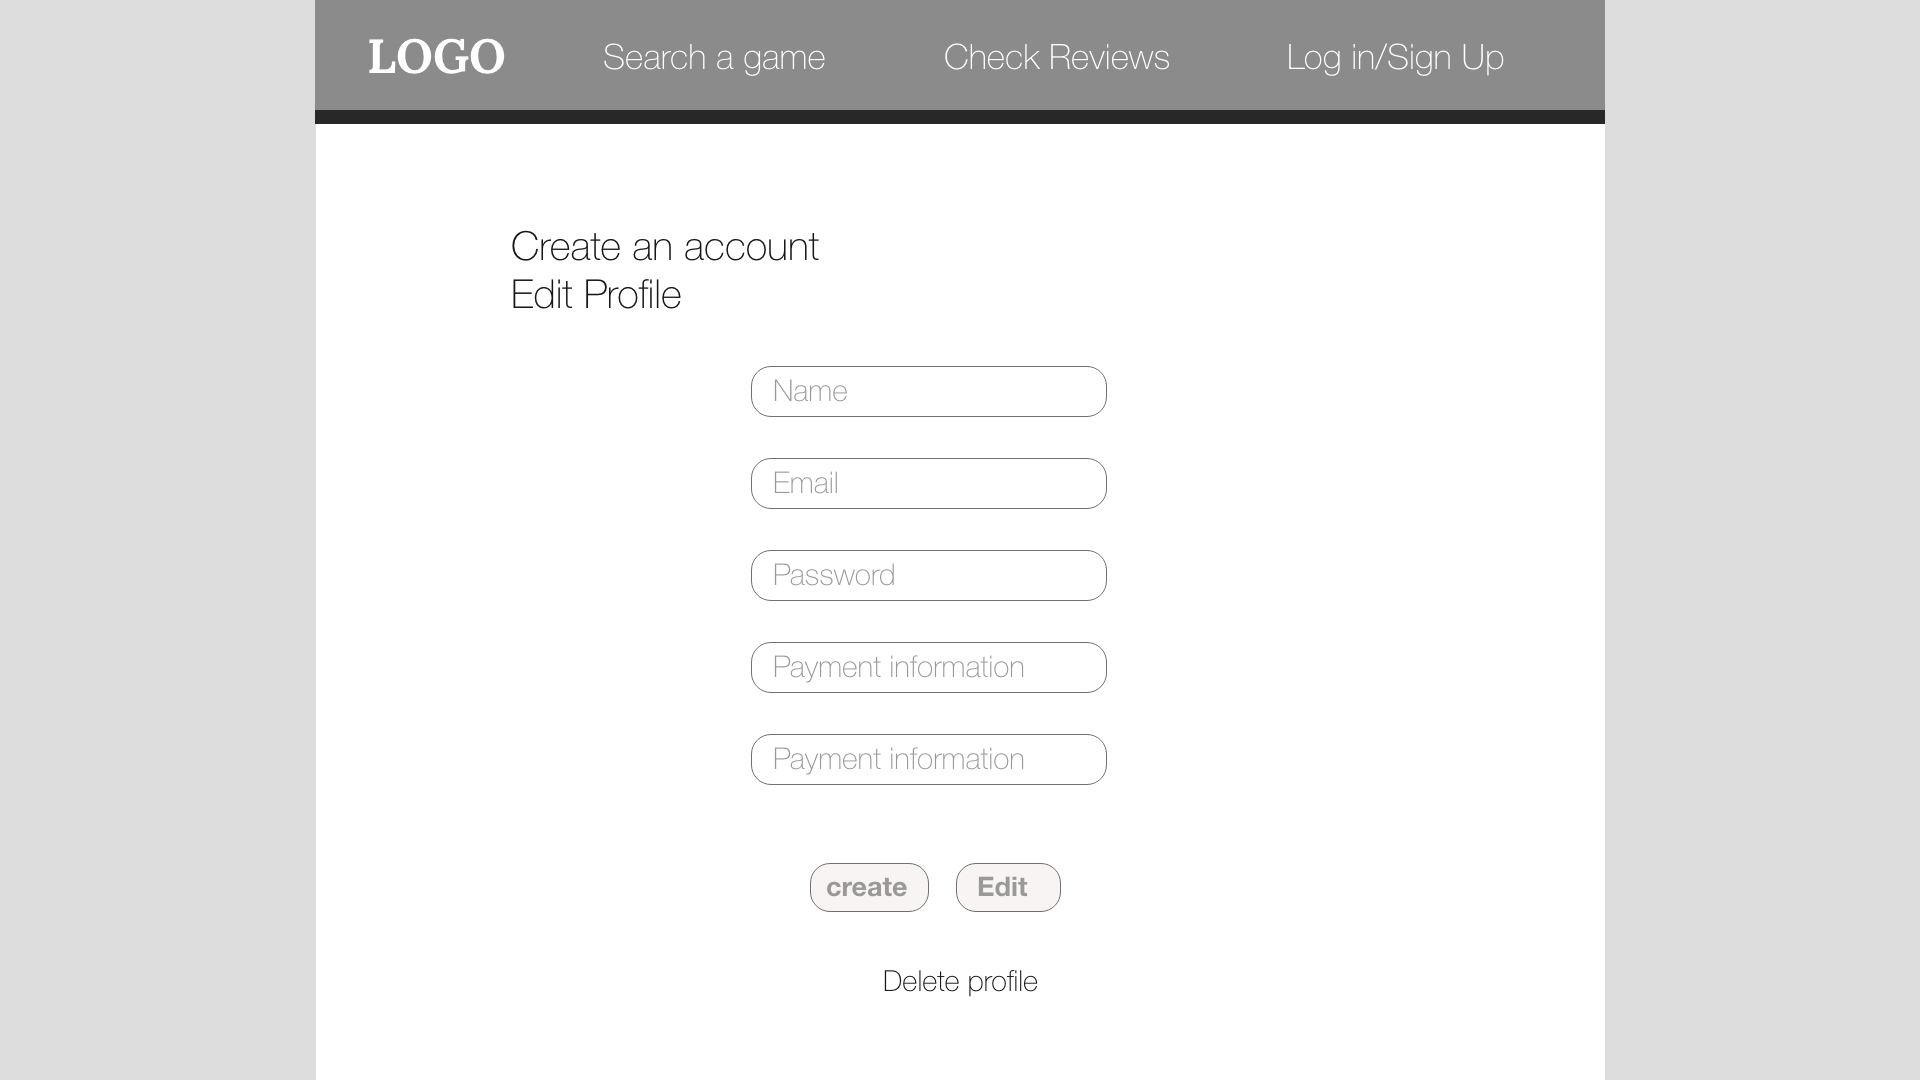 LOGO
Search a game
Check Reviews
Log in/Sign Up
Create an account
Edit Profile
Name
Email
Password
Payment information
Payment information
create
Edit
Delete profile